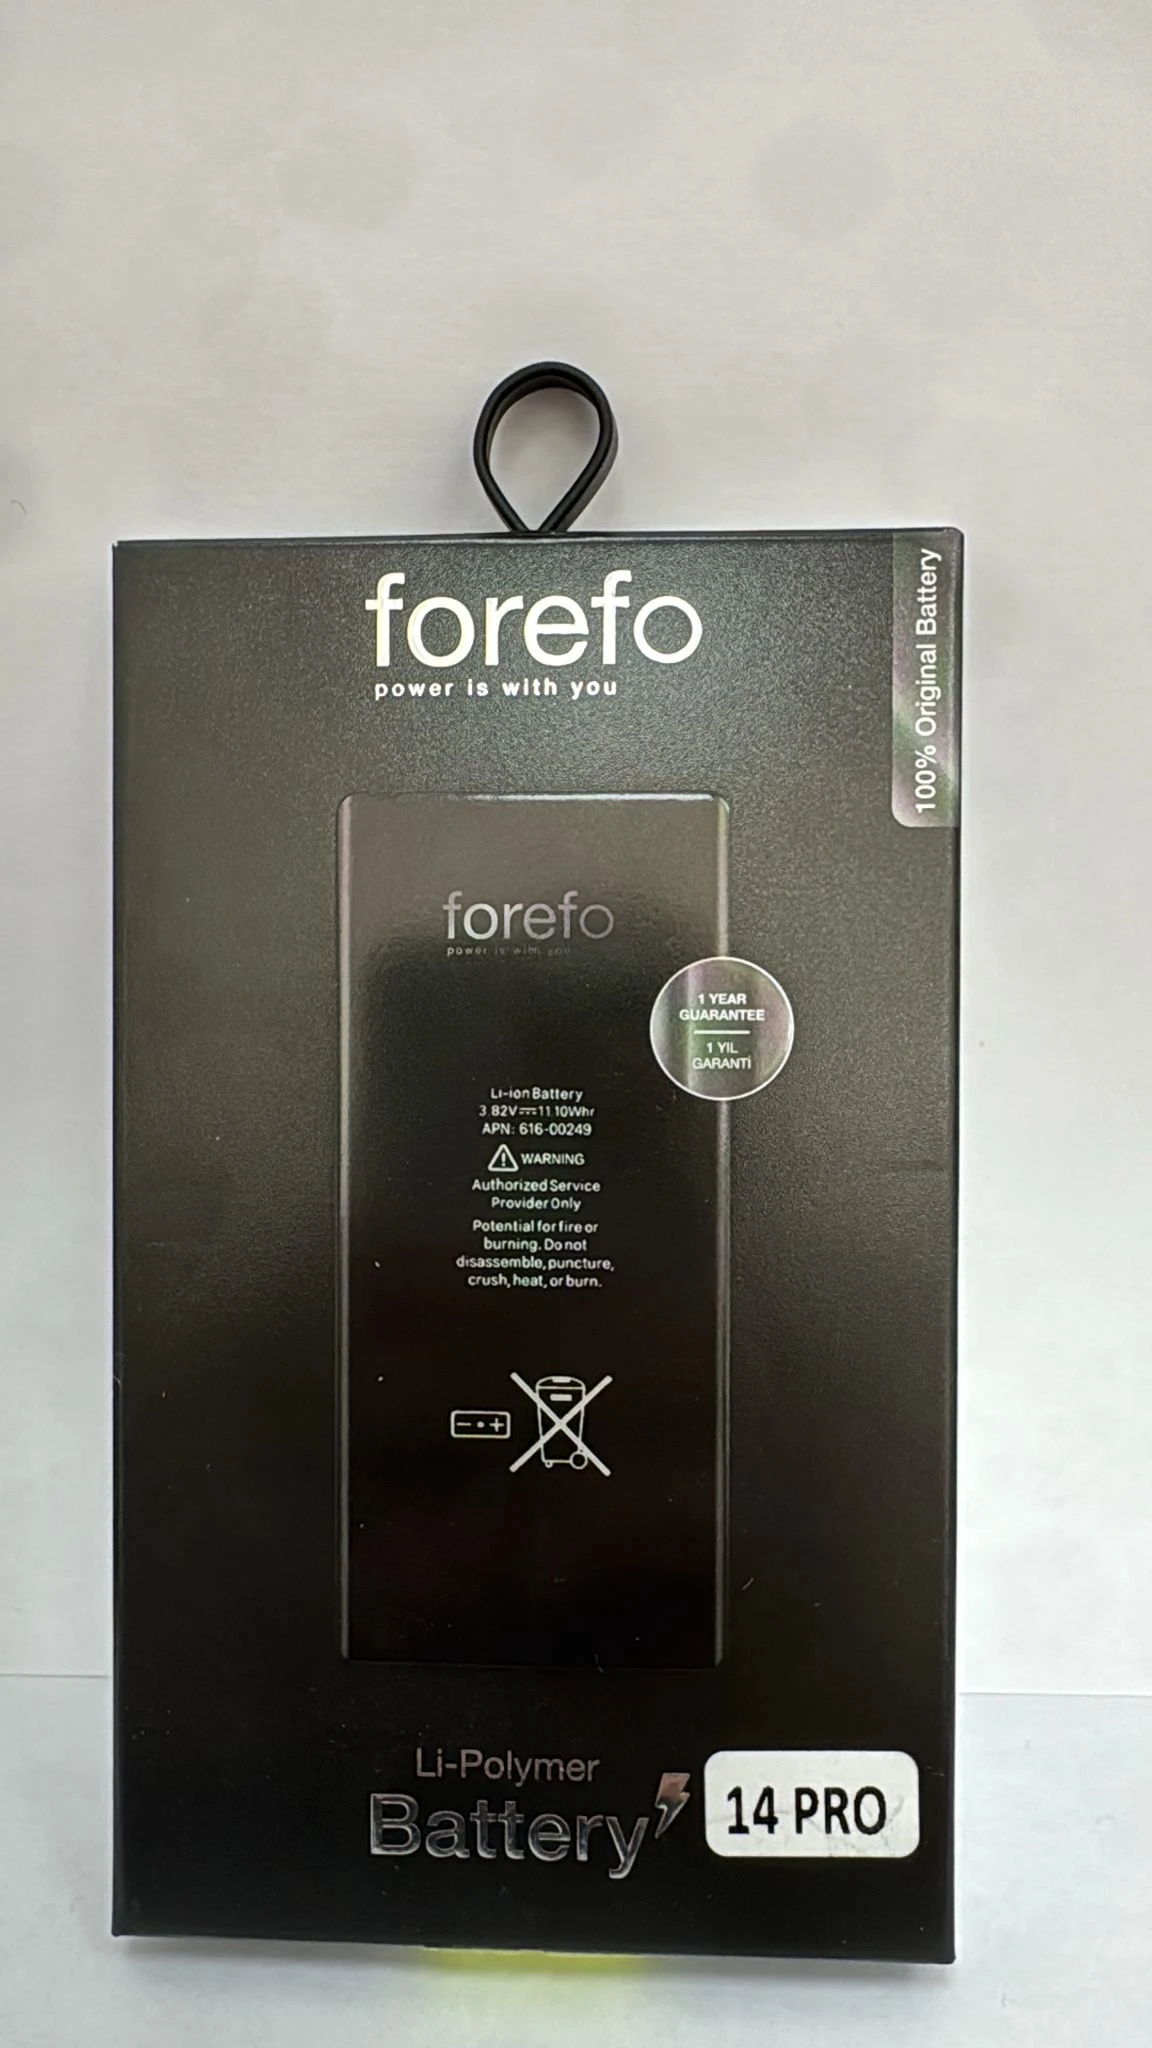 forefo
power is with you
100% Original Battery
forefo
power is with you
1 YEAR
GUARANTEE
1 YIL
GARANTİ
Li-ion Battery
3.82V⎓11.10Whr
APN: 616-00249
WARNING
Authorized Service
Provider Only
Potential for fire or
burning. Do not
disassemble, puncture,
crush, heat, or burn.
Li-Polymer
Battery
14 PRO